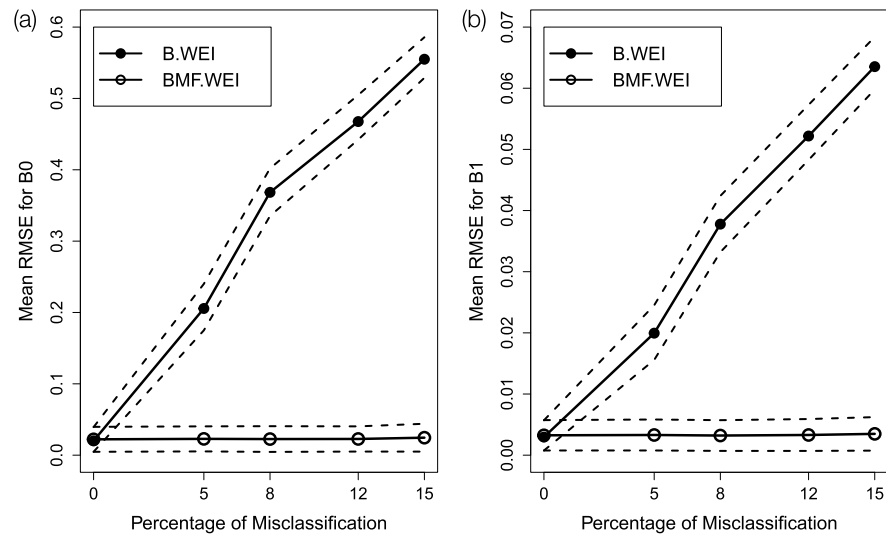 (a)
B.WEI
BMF.WEI
Mean RMSE for B0
0.6
0.5
0.4
0.3
0.2
0.1
0.0
0 5 8 12 15
Percentage of Misclassification
(b)
B.WEI
BMF.WEI
Mean RMSE for B1
0.07
0.06
0.05
0.04
0.03
0.02
0.01
0.00
0 5 8 12 15
Percentage of Misclassification